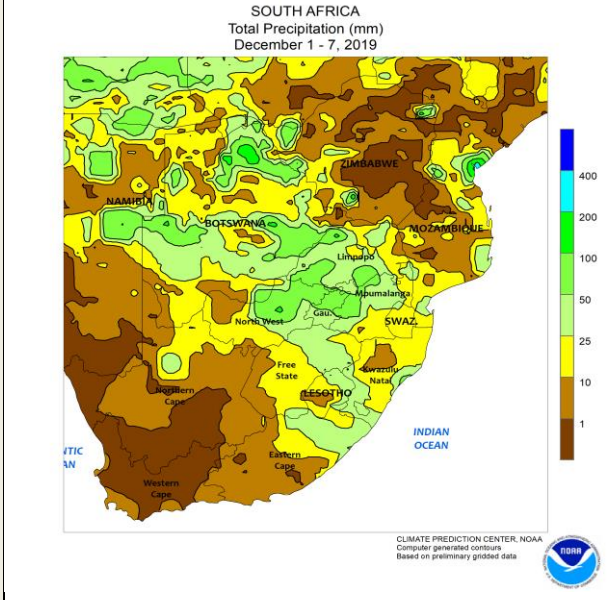 SOUTH AFRICA
Total Precipitation (mm)
December 1 - 7, 2019
ZIMBABWE
NAMIBIA
BOTSWANA
MOZAMBIQUE
Limpopo
Mpumalanga
Gau.
North West
SWAZ.
Free
State
Kwazulu
Natal
Northern
Cape
LESOTHO
Eastern
Cape
Western
Cape
NTIC
AN
INDIAN
OCEAN
400
200
100
50
25
10
1
CLIMATE PREDICTION CENTER, NOAA
Computer generated contours
Based on preliminary gridded data
NOAA